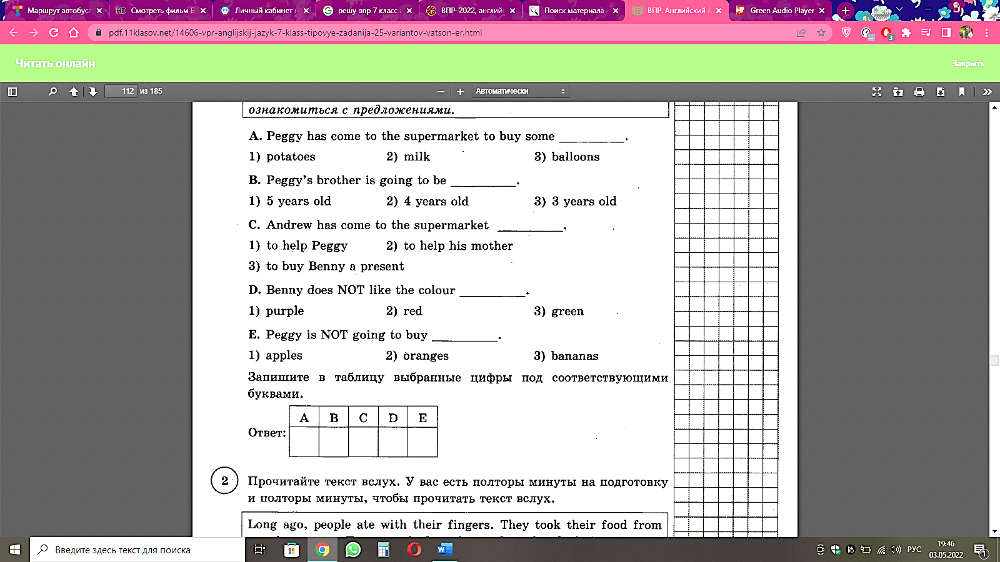 Маршрут автобуса
Смотреть фильм Б
Личный кабинет н
решу впр 7 класс а
ВПР–2022, англий
Поиск материала
ВПР. Английский я
Green Audio Player
pdf.11klasov.net/14606-vpr-anglijskij-jazyk-7-klass-tipovye-zadanija-25-variantov-vatson-er.html
Читать онлайн
Закрыть
112 из 185
Автоматически
ознакомиться с предложениями.
A. Peggy has come to the supermarket to buy some __________.
1) potatoes 2) milk 3) balloons
B. Peggy's brother is going to be __________.
1) 5 years old 2) 4 years old 3) 3 years old
C. Andrew has come to the supermarket __________.
1) to help Peggy 2) to help his mother
3) to buy Benny a present
D. Benny does NOT like the colour __________.
1) purple 2) red 3) green
E. Peggy is NOT going to buy __________.
1) apples 2) oranges 3) bananas
Запишите в таблицу выбранные цифры под соответствующими
буквами.
A B C D E
Ответ:
2 Прочитайте текст вслух. У вас есть полторы минуты на подготовку
и полторы минуты, чтобы прочитать текст вслух.
Long ago, people ate with their fingers. They took their food from
Введите здесь текст для поиска
РУС
19:46
03.05.2022